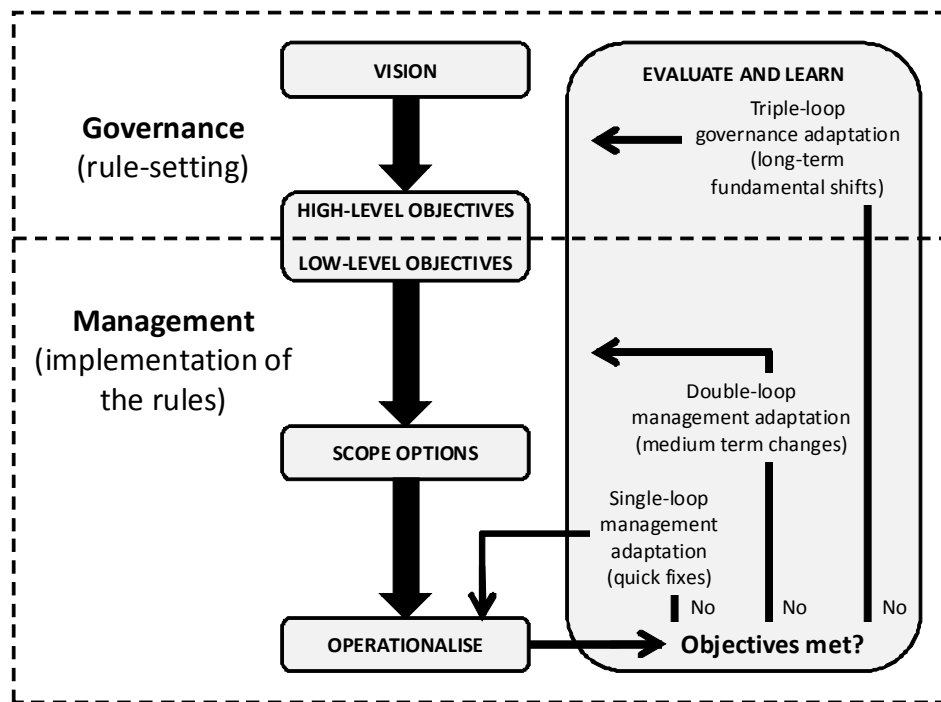 VISION
EVALUATE AND LEARN
Governance
(rule-setting)
Triple-loop
governance adaptation
(long-term
fundamental shifts)
HIGH-LEVEL OBJECTIVES
LOW-LEVEL OBJECTIVES
Management
(implementation of
the rules)
Double-loop
management adaptation
(medium term changes)
SCOPE OPTIONS
Single-loop
management
adaptation
(quick fixes)
No
No
No
OPERATIONALISE
Objectives met?